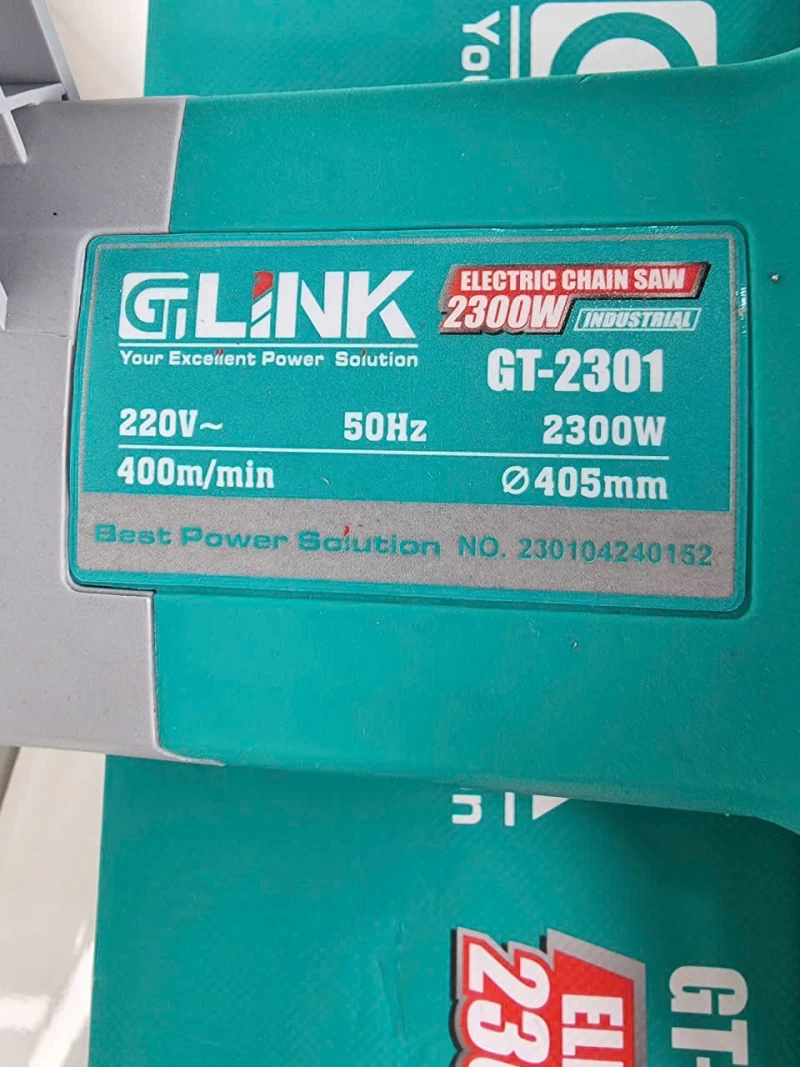 GTLINK
Your Excellent Power Solution
ELECTRIC CHAIN SAW
2300W INDUSTRIAL
GT-2301
220V~ 50Hz 2300W
400m/min Ø405mm
Best Power Solution NO. 230104240152